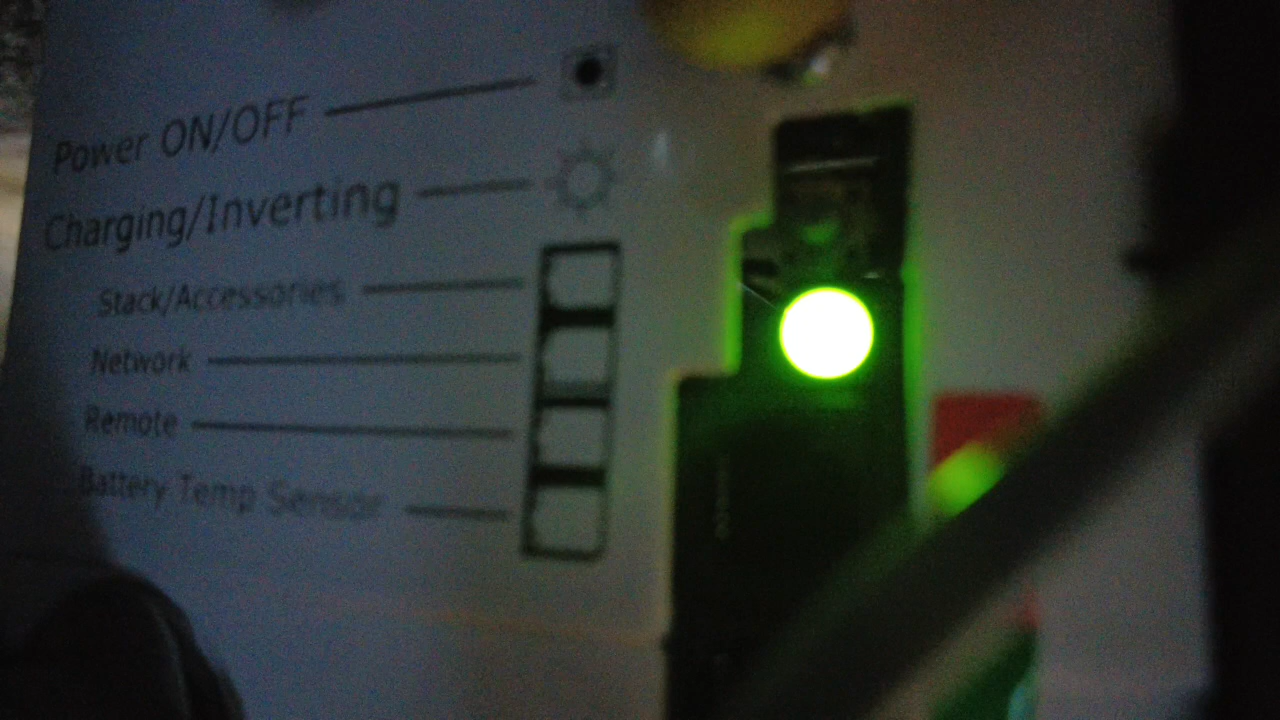 Power ON/OFF
Charging/Inverting
Stack/Accessories
Network
Remote
Battery Temp Sensor